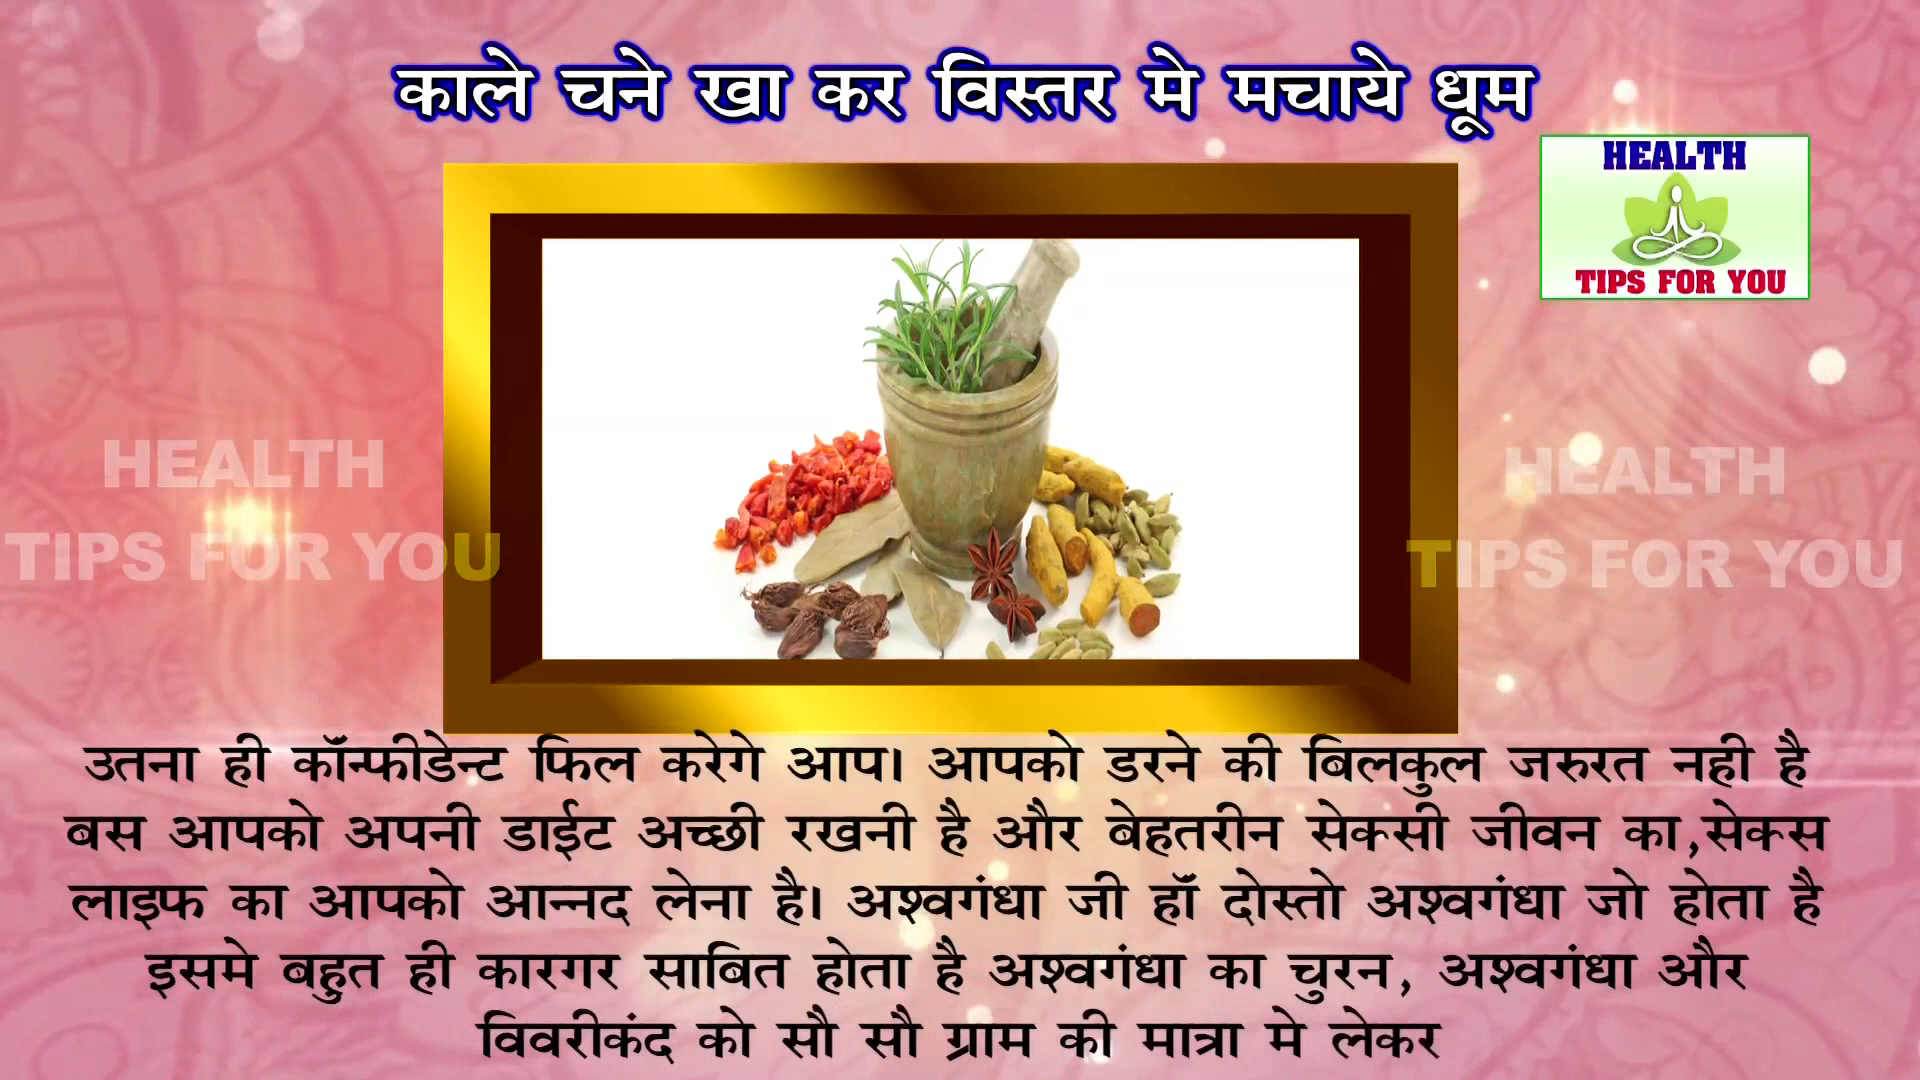 काले चने खा कर विस्तर मे मचाये धूम
HEALTH
TIPS FOR YOU
HEALTH
TIPS FOR YOU
HEALTH
TIPS FOR YOU
उतना ही कॉन्फीडेन्ट फिल करेगे आप। आपको डरने की बिलकुल जरुरत नही है
बस आपको अपनी डाईट अच्छी रखनी है और बेहतरीन सेक्सी जीवन का,सेक्स
लाइफ का आपको आन्नद लेना है। अश्वगंधा जी हॉं दोस्तो अश्वगंधा जो होता है
इसमे बहुत ही कारगर साबित होता है अश्वगंधा का चुरन, अश्वगंधा और
विवरीकंद को सौ सौ ग्राम की मात्रा मे लेकर